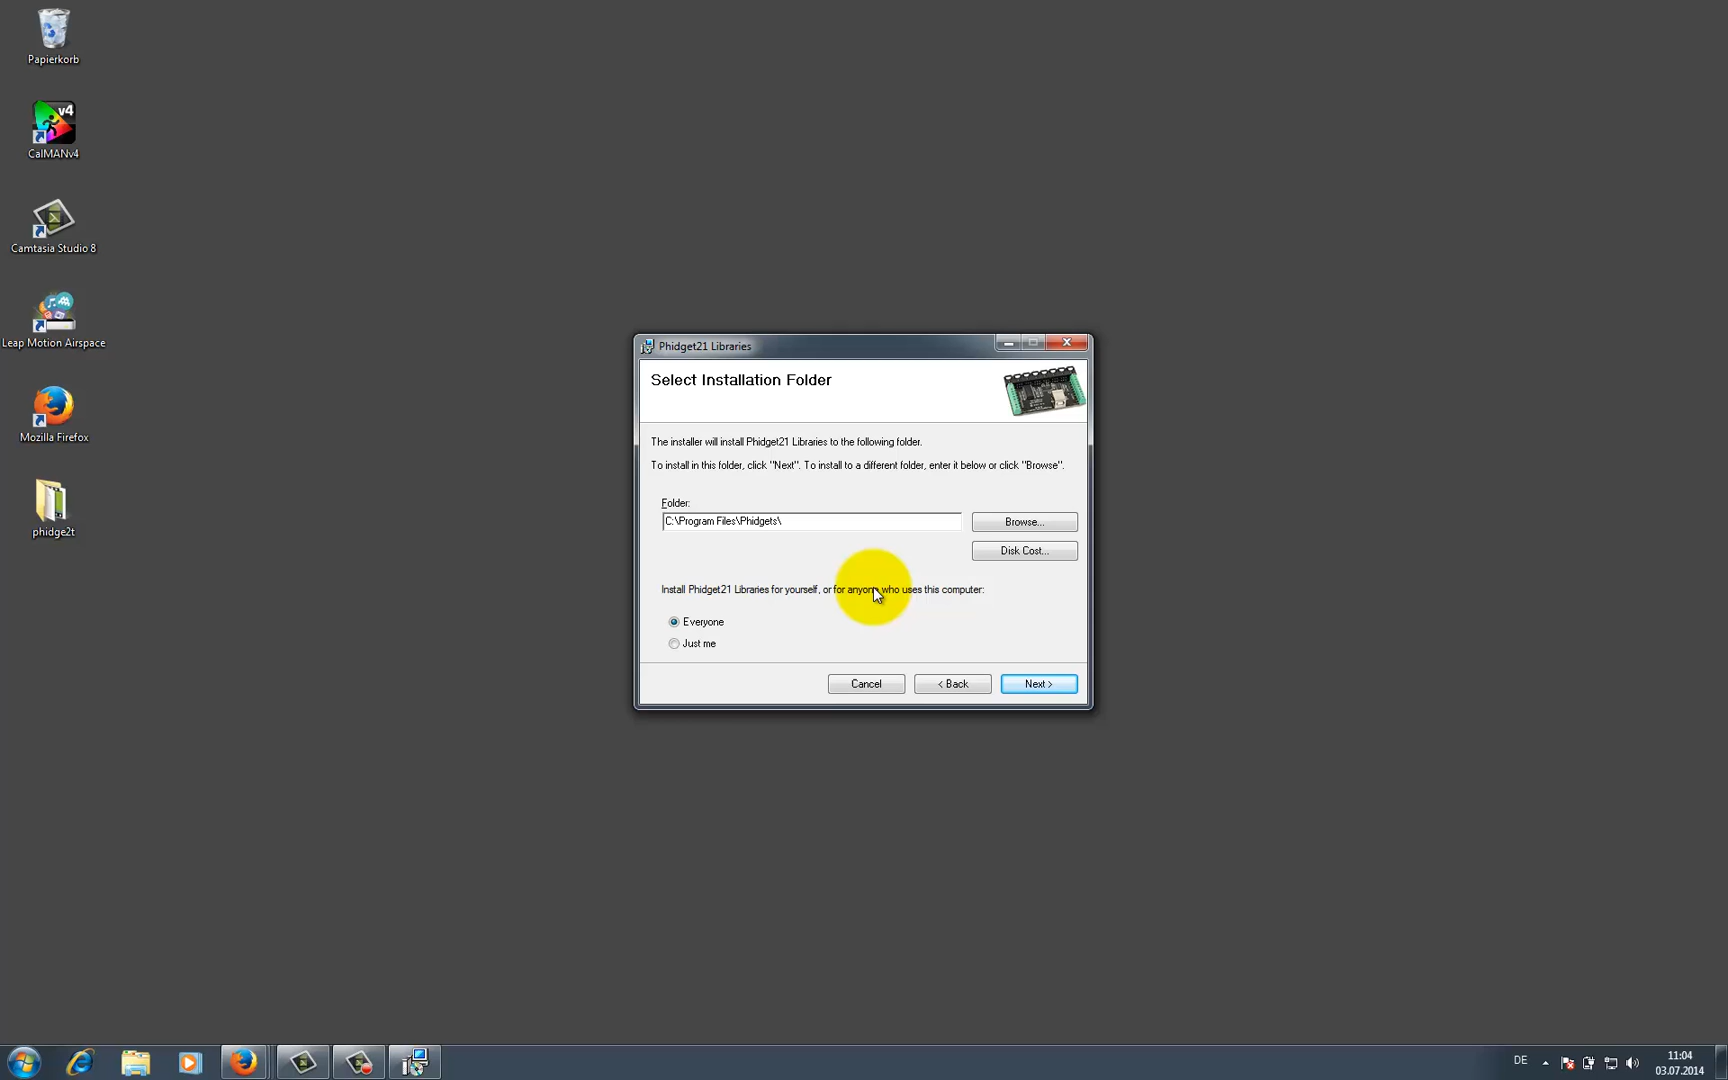 Papierkorb
v4
CalMANv4
Camtasia Studio 8
Leap Motion Airspace
Mozilla Firefox
phidge2t
Phidget21 Libraries
Select Installation Folder
The installer will install Phidget21 Libraries to the following folder.
To install in this folder, click "Next". To install to a different folder, enter it below or click "Browse".
Folder:
C:\Program Files\Phidgets\
Browse...
Disk Cost...
Install Phidget21 Libraries for yourself, or for anyone who uses this computer:
Everyone
Just me
Cancel
< Back
Next >
DE
11:04
03.07.2014